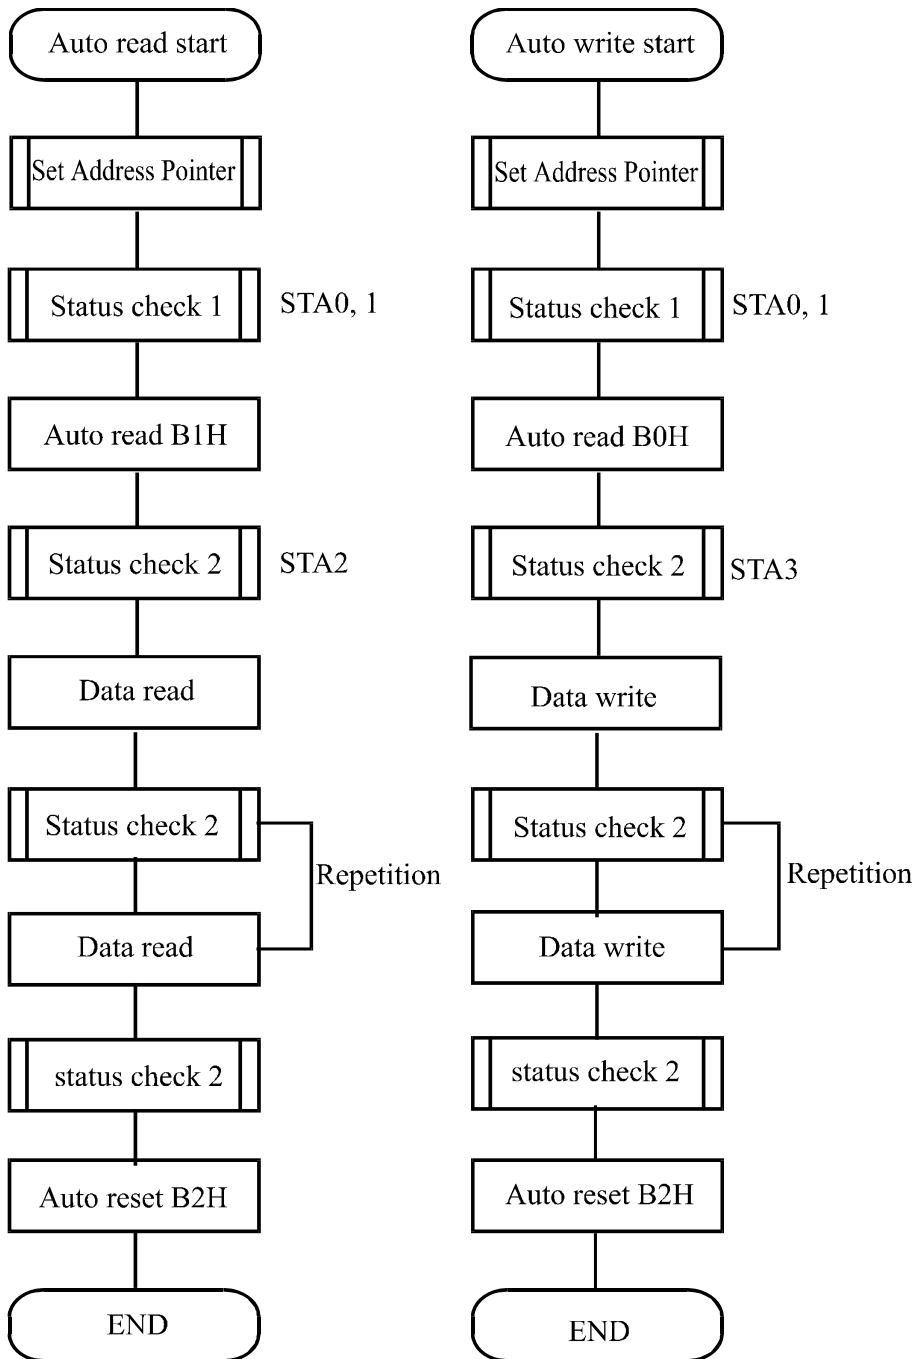 Auto read start
Set Address Pointer
Status check 1
STA0, 1
Auto read B1H
Status check 2
STA2
Data read
Status check 2
Repetition
Data read
status check 2
Auto reset B2H
END
Auto write start
Set Address Pointer
Status check 1
STA0, 1
Auto read B0H
Status check 2
STA3
Data write
Status check 2
Repetition
Data write
status check 2
Auto reset B2H
END